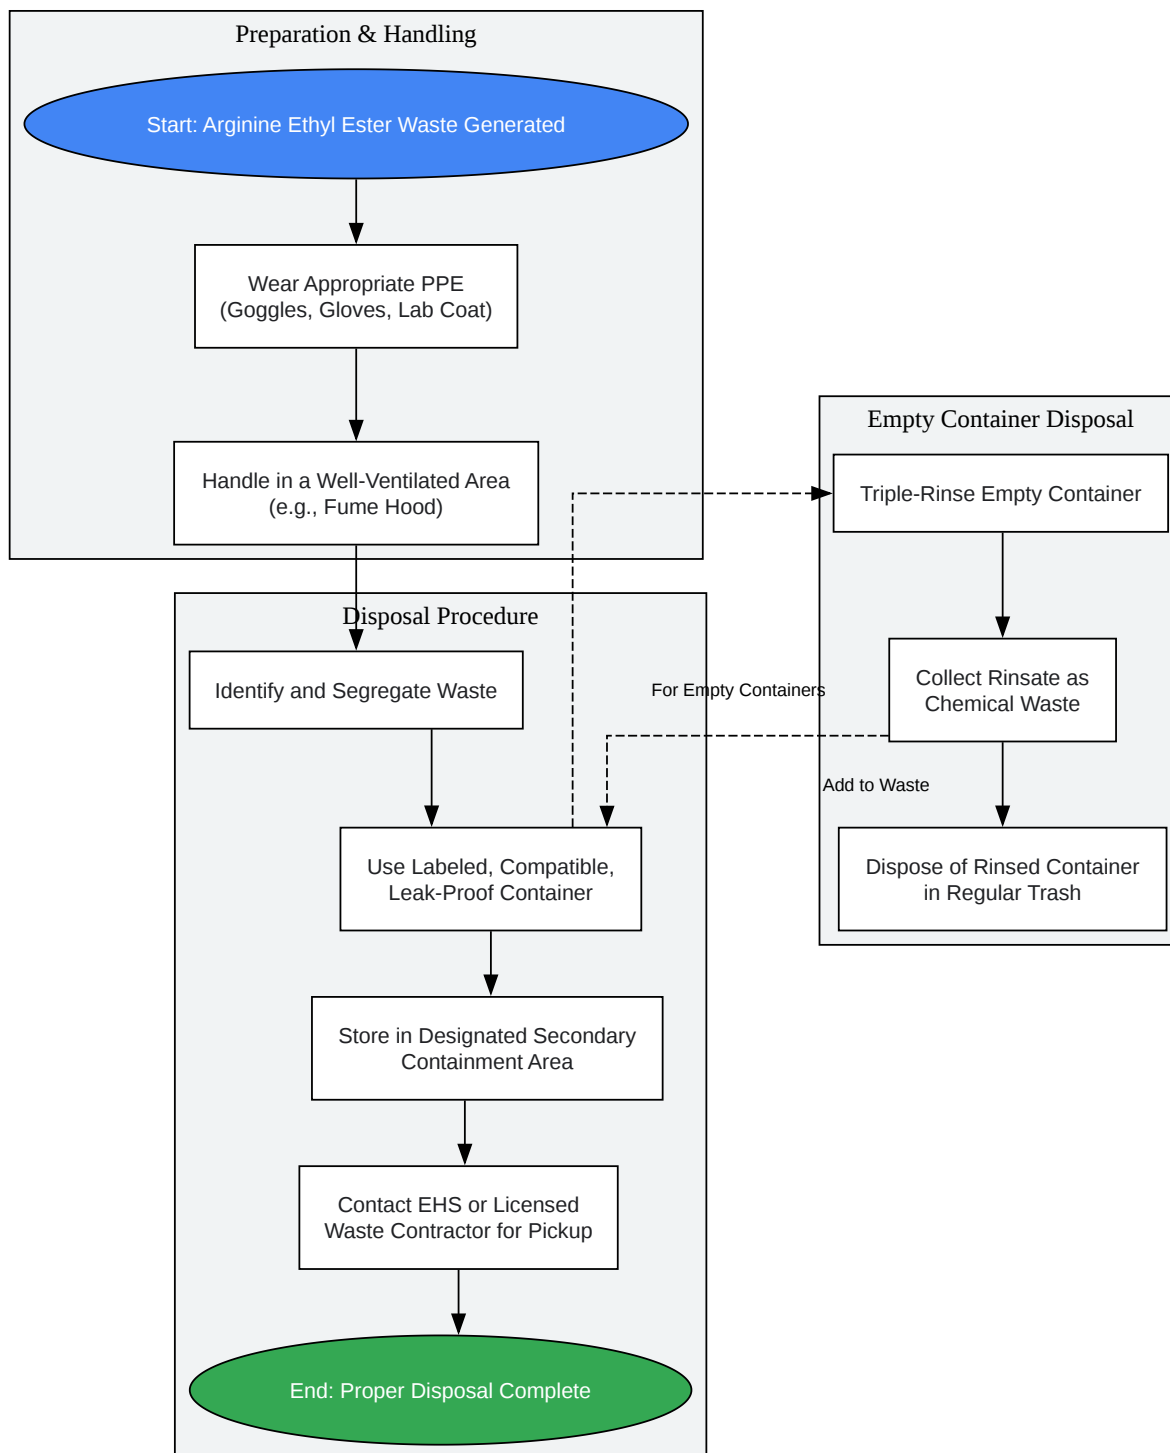 Preparation & Handling
Start: Arginine Ethyl Ester Waste Generated
Wear Appropriate PPE
(Goggles, Gloves, Lab Coat)
Handle in a Well-Ventilated Area
(e.g., Fume Hood)
Disposal Procedure
Identify and Segregate Waste
Use Labeled, Compatible,
Leak-Proof Container
Store in Designated Secondary
Containment Area
Contact EHS or Licensed
Waste Contractor for Pickup
End: Proper Disposal Complete
For Empty Containers
Add to Waste
Empty Container Disposal
Triple-Rinse Empty Container
Collect Rinsate as
Chemical Waste
Dispose of Rinsed Container
in Regular Trash